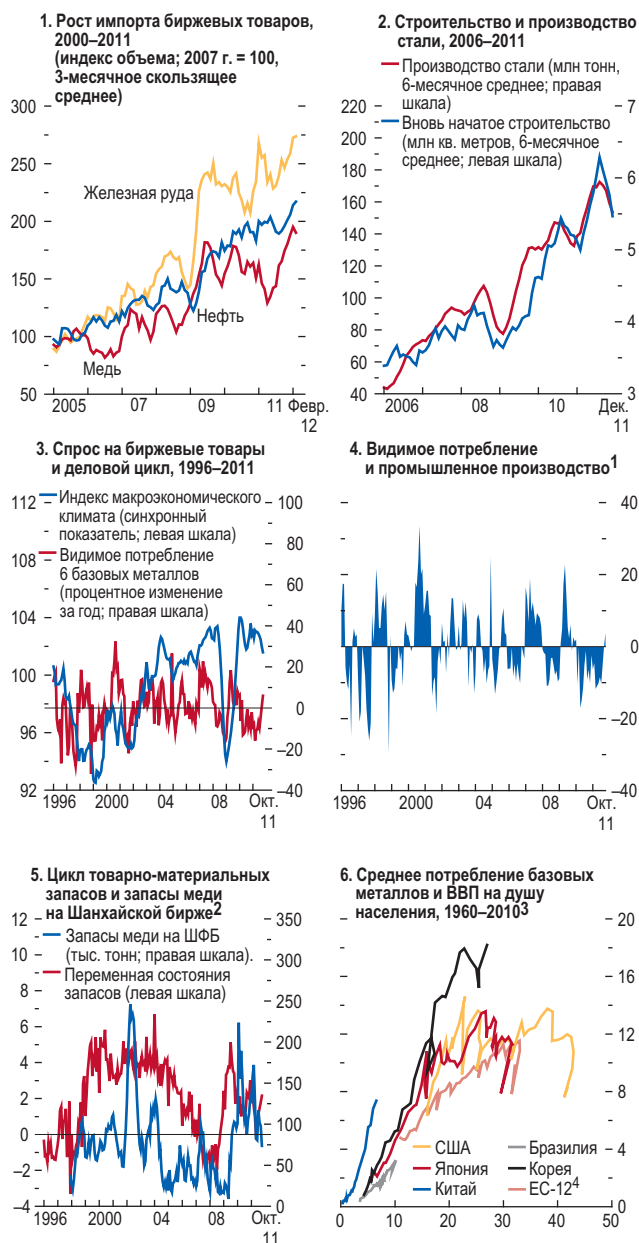 1. Рост импорта биржевых товаров,
2000–2011
(индекс объема; 2007 г. = 100,
3-месячное скользящее
среднее)
300
250
200
150
100
50
Железная руда
Нефть
Медь
2005
07
09
11
Февр.
12
2. Строительство и производство
стали, 2006–2011
Производство стали (млн тонн,
6-месячное среднее; правая
шкала)
Вновь начатое строительство
(млн кв. метров, 6-месячное
среднее; левая шкала)
220
200
180
160
140
120
100
80
60
40
7
6
5
4
3
2006
08
10
Дек.
11
3. Спрос на биржевые товары
и деловой цикл, 1996–2011
Индекс макроэкономического
климата (синхронный
показатель; левая шкала)
Видимое потребление
6 базовых металлов
(процентное изменение
за год; правая шкала)
112
108
104
100
96
92
100
80
60
40
20
0
–20
–40
1996
2000
04
08
Окт.
11
4. Видимое потребление
и промышленное производство1
40
20
0
–20
–40
1996
2000
04
08
Окт.
11
5. Цикл товарно-материальных
запасов и запасы меди
на Шанхайской бирже2
Запасы меди на ШФБ
(тыс. тонн; правая шкала).
Переменная состояния
запасов (левая шкала)
12
10
8
6
4
2
0
–2
–4
350
300
250
200
150
100
50
0
1996
2000
04
08
Окт.
11
6. Среднее потребление базовых
металлов и ВВП на душу
населения, 1960–20103
20
16
12
8
4
0
США
Япония
Китай
Бразилия
Корея
ЕС-124
0
10
20
30
40
50